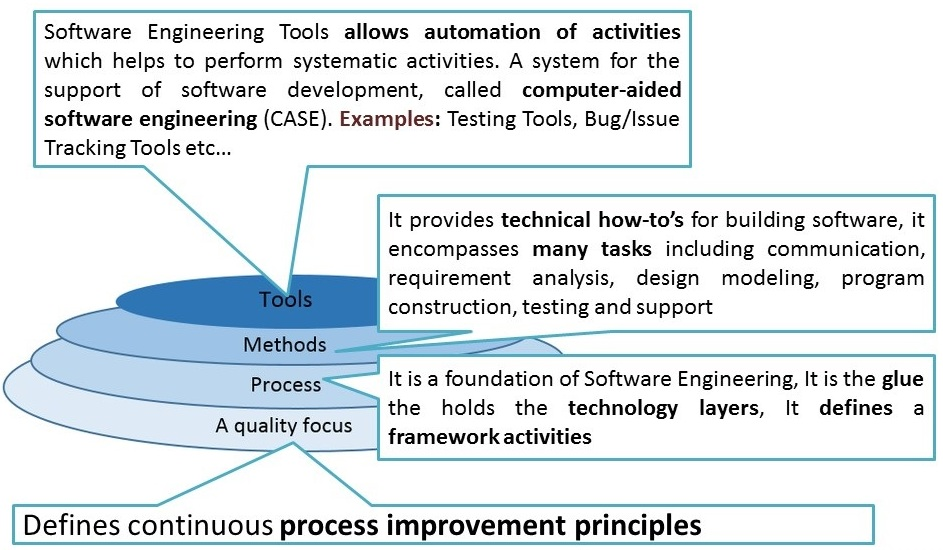 Software Engineering Tools allows automation of activities
which helps to perform systematic activities. A system for the
support of software development, called computer-aided
software engineering (CASE). Examples: Testing Tools, Bug/Issue
Tracking Tools etc...
It provides technical how-to’s for building software, it
encompasses many tasks including communication,
requirement analysis, design modeling, program
construction, testing and support
Tools
Methods
Process
A quality focus
It is a foundation of Software Engineering, It is the glue
the holds the technology layers, It defines a
framework activities
Defines continuous process improvement principles